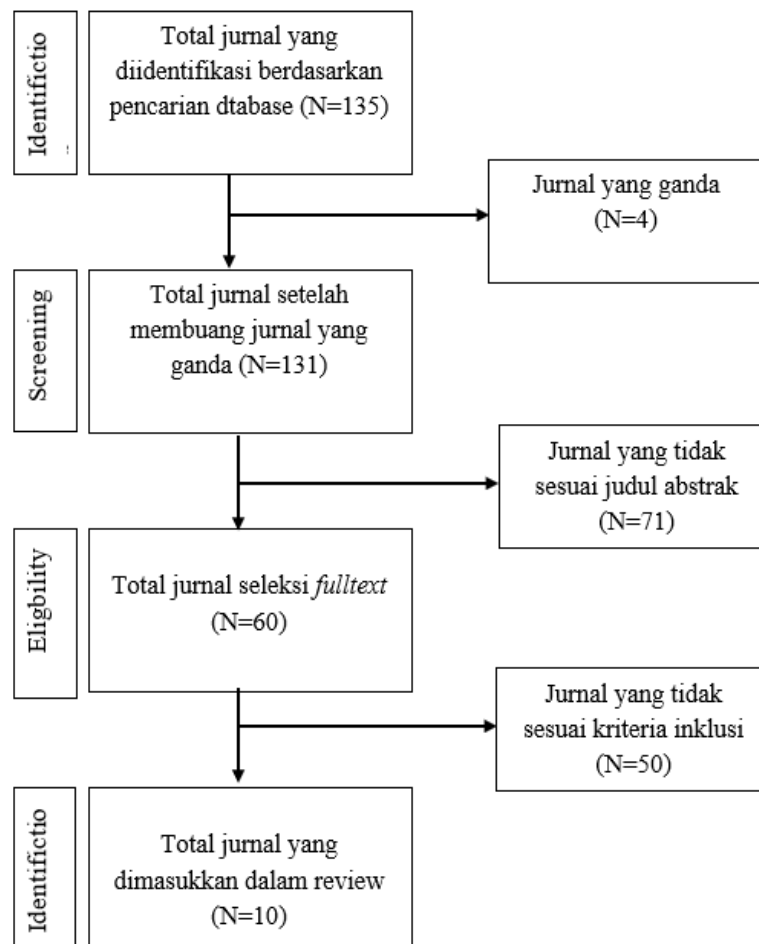 Identifictio
Total jurnal yang
diidentifikasi berdasarkan
pencarian dtabase (N=135)
Jurnal yang ganda
(N=4)
Screening
Total jurnal setelah
membuang jurnal yang
ganda (N=131)
Jurnal yang tidak
sesuai judul abstrak
(N=71)
Eligbility
Total jurnal seleksi fulltext
(N=60)
Jurnal yang tidak
sesuai kriteria inklusi
(N=50)
Identifictio
Total jurnal yang
dimasukkan dalam review
(N=10)